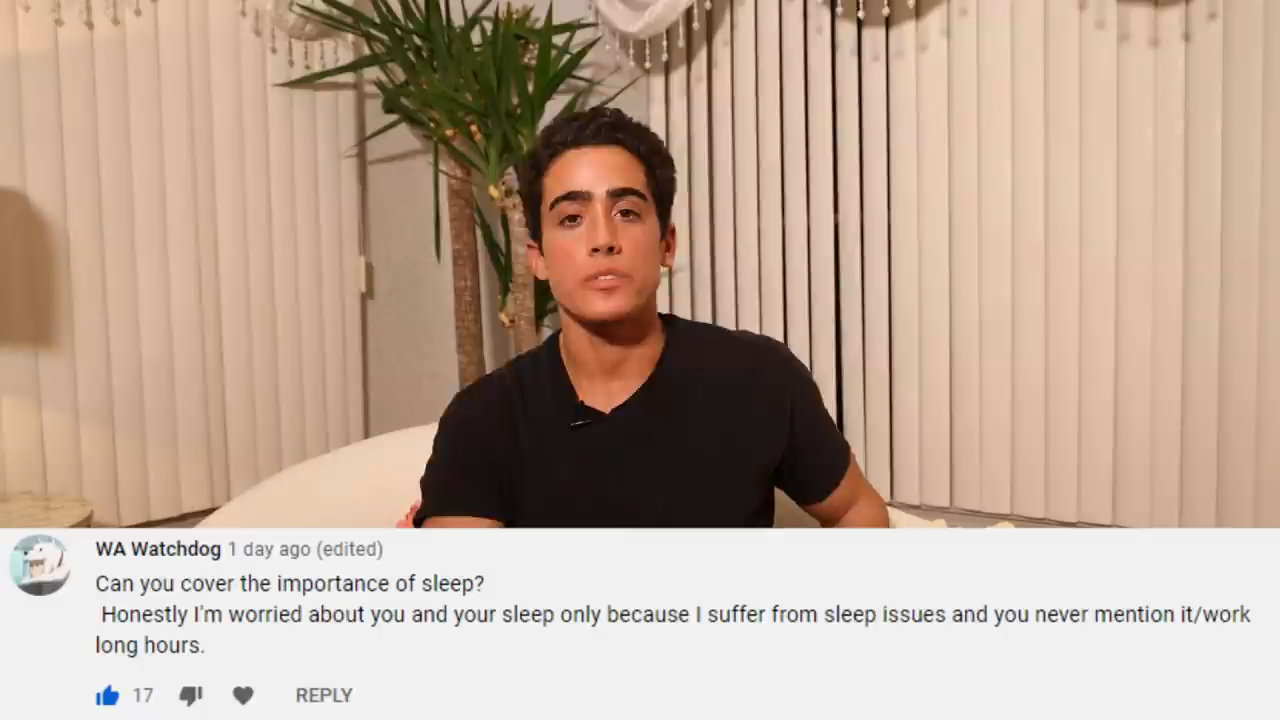 WA Watchdog 1 day ago (edited)
Can you cover the importance of sleep?
Honestly I'm worried about you and your sleep only because I suffer from sleep issues and you never mention it/work
long hours.
17 REPLY